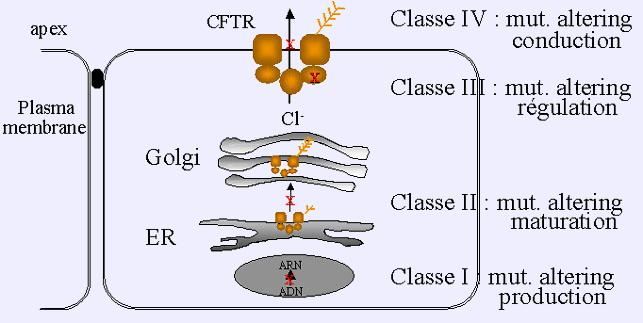 CFTR
Classe IV : mut. altering
conduction
apex
Classe III : mut. altering
régulation
Plasma
membrane
Cl-
Golgi
Classe II : mut. altering
maturation
ER
ARN
ADN
Classe I : mut. altering
production